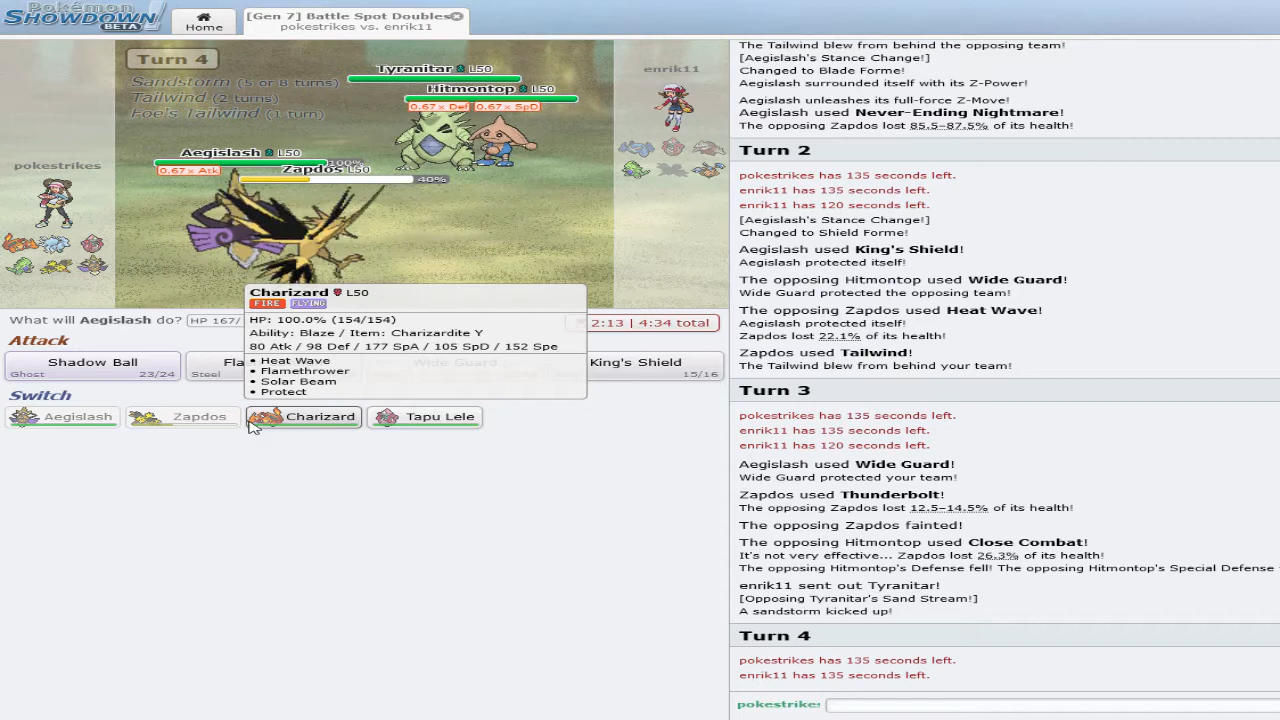 Pokémon
SHOWDOWN
BETA
Home
[Gen 7] Battle Spot Doubles
pokestrikes vs. enrik11
Turn 4
Sandstorm (5 or 8 turns)
Tailwind (2 turns)
Foe's Tailwind (1 turn)
Tyranitar L50
Hitmontop L50
0.67× Def 0.67× SpD
enrik11
pokestrikes
Aegislash L50
100%
0.67× Atk
Zapdos L50
40%
Charizard L50
FIRE FLYING
HP: 100.0% (154/154)
Ability: Blaze / Item: Charizardite Y
80 Atk / 98 Def / 177 SpA / 105 SpD / 152 Spe
• Heat Wave
• Flamethrower
• Solar Beam
• Protect
What will Aegislash do? HP 167/
2:13 | 4:34 total
Attack
Shadow Ball
Ghost 23/24
Fla
Steel
Wide Guard
King's Shield
15/16
Switch
Aegislash Zapdos Charizard Tapu Lele
The Tailwind blew from behind the opposing team!
[Aegislash's Stance Change!]
Changed to Blade Forme!
Aegislash surrounded itself with its Z-Power!
Aegislash unleashes its full-force Z-Move!
Aegislash used Never-Ending Nightmare!
The opposing Zapdos lost 85.5–87.5% of its health!
Turn 2
pokestrikes has 135 seconds left.
enrik11 has 135 seconds left.
enrik11 has 120 seconds left.
[Aegislash's Stance Change!]
Changed to Shield Forme!
Aegislash used King's Shield!
Aegislash protected itself!
The opposing Hitmontop used Wide Guard!
Wide Guard protected the opposing team!
The opposing Zapdos used Heat Wave!
Aegislash protected itself!
Zapdos lost 22.1% of its health!
Zapdos used Tailwind!
The Tailwind blew from behind your team!
Turn 3
pokestrikes has 135 seconds left.
enrik11 has 135 seconds left.
enrik11 has 120 seconds left.
Aegislash used Wide Guard!
Wide Guard protected your team!
Zapdos used Thunderbolt!
The opposing Zapdos lost 12.5–14.5% of its health!
The opposing Zapdos fainted!
The opposing Hitmontop used Close Combat!
It's not very effective... Zapdos lost 26.3% of its health!
The opposing Hitmontop's Defense fell! The opposing Hitmontop's Special Defense
enrik11 sent out Tyranitar!
[Opposing Tyranitar's Sand Stream!]
A sandstorm kicked up!
Turn 4
pokestrikes has 135 seconds left.
enrik11 has 135 seconds left.
pokestrikes: